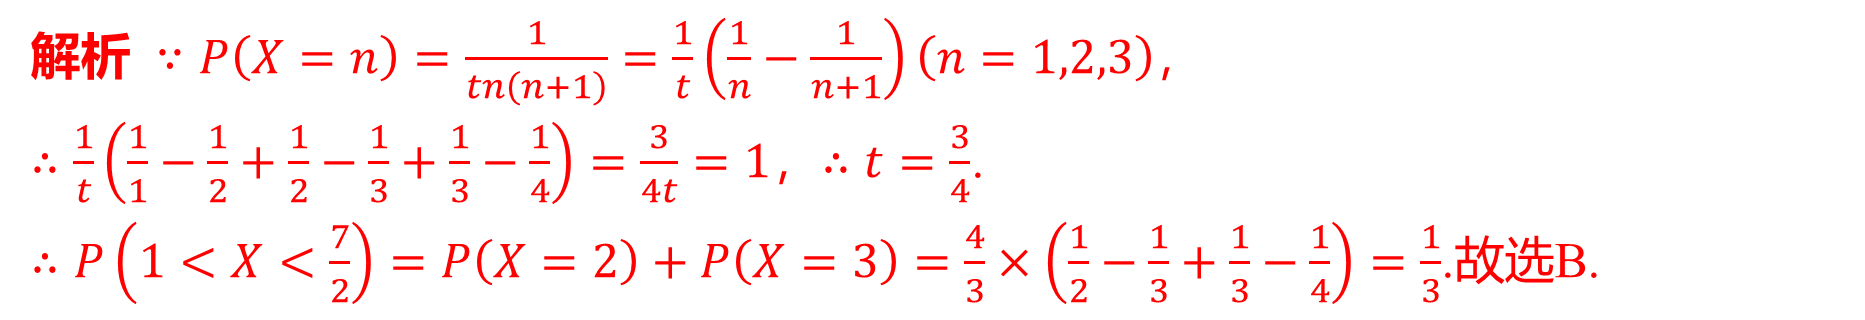 解析 ∵ P(X = n) = 1/(tn(n+1)) = 1/t (1/n − 1/(n+1)) (n = 1,2,3),
∴ 1/t (1/1 − 1/2 + 1/2 − 1/3 + 1/3 − 1/4) = 3/(4t) = 1, ∴ t = 3/4.
∴ P(1 < X < 7/2) = P(X = 2) + P(X = 3) = 4/3 × (1/2 − 1/3 + 1/3 − 1/4) = 1/3.故选B.